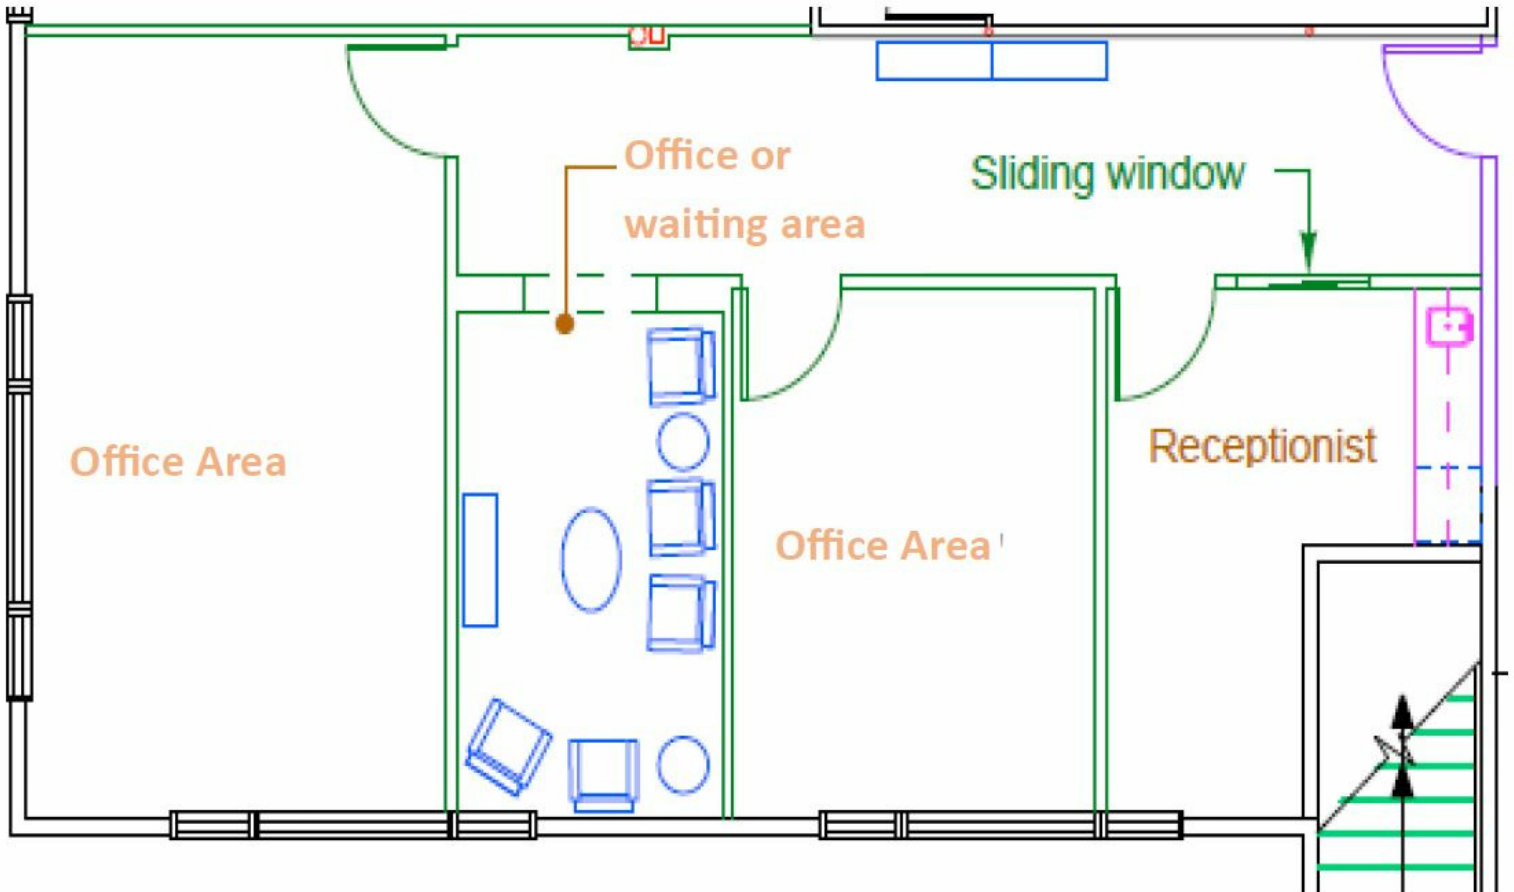 Office or
waiting area
Sliding window
Office Area
Receptionist
Office Area